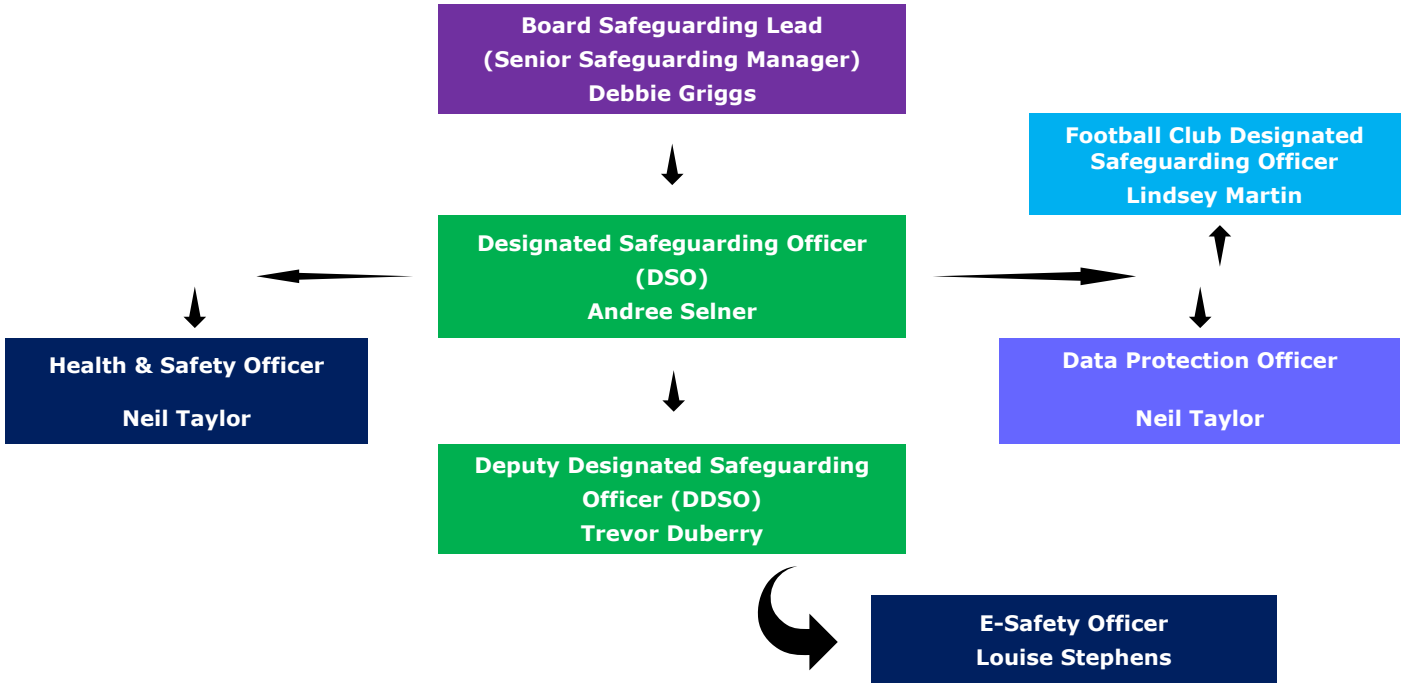 Board Safeguarding Lead
(Senior Safeguarding Manager)
Debbie Griggs
Football Club Designated
Safeguarding Officer
Lindsey Martin
Designated Safeguarding Officer
(DSO)
Andree Selner
Health & Safety Officer
Neil Taylor
Data Protection Officer
Neil Taylor
Deputy Designated Safeguarding
Officer (DDSO)
Trevor Duberry
E-Safety Officer
Louise Stephens